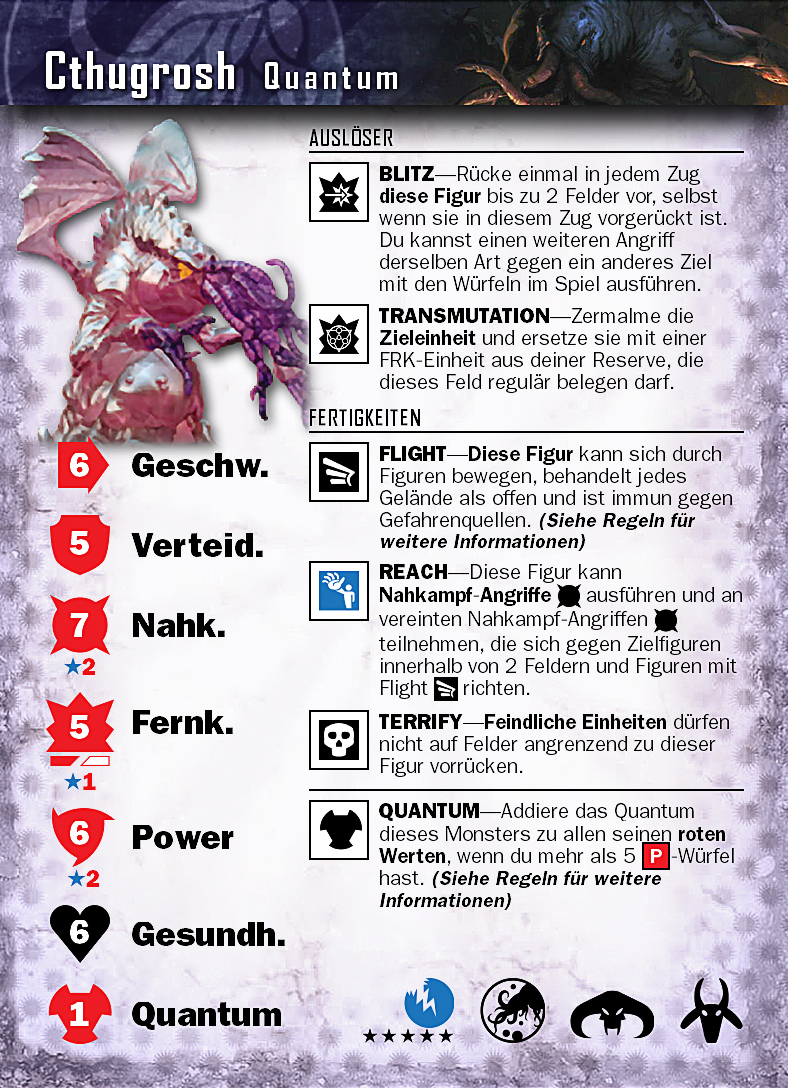 Cthugrosh Quantum
AUSLÖSER
BLITZ—Rücke einmal in jedem Zug
diese Figur bis zu 2 Felder vor, selbst
wenn sie in diesem Zug vorgerückt ist.
Du kannst einen weiteren Angriff
derselben Art gegen ein anderes Ziel
mit den Würfeln im Spiel ausführen.
TRANSMUTATION—Zermalme die
Zieleinheit und ersetze sie mit einer
FRK-Einheit aus deiner Reserve, die
dieses Feld regulär belegen darf.
FERTIGKEITEN
FLIGHT—Diese Figur kann sich durch
Figuren bewegen, behandelt jedes
Gelände als offen und ist immun gegen
Gefahrenquellen. (Siehe Regeln für
weitere Informationen)
REACH—Diese Figur kann
Nahkampf-Angriffe ausführen und an
vereinten Nahkampf-Angriffen
teilnehmen, die sich gegen Zielfiguren
innerhalb von 2 Feldern und Figuren mit
Flight richten.
TERRIFY—Feindliche Einheiten dürfen
nicht auf Felder angrenzend zu dieser
Figur vorrücken.
QUANTUM—Addiere das Quantum
dieses Monsters zu allen seinen roten
Werten, wenn du mehr als 5 P-Würfel
hast. (Siehe Regeln für weitere
Informationen)
6 Geschw.
5 Verteid.
7 Nahk.
★2
5 Fernk.
★1
6 Power
★2
6 Gesundh.
1 Quantum
★★★★★